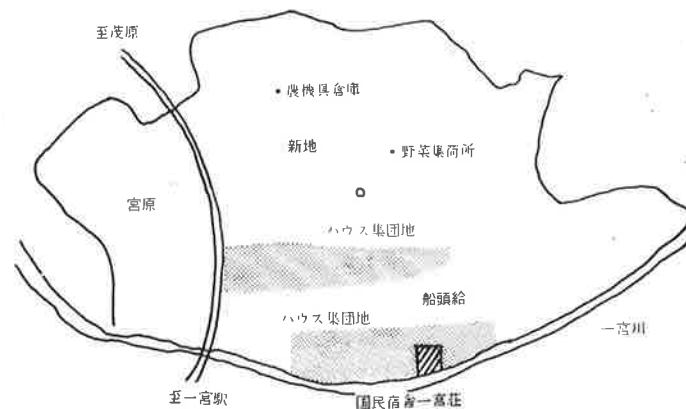 至茂原
・農機具倉庫
新地
・野菜集荷所
宮原
ハウス集団地
船頭給
ハウス集団地
一宮川
至一宮駅
国民宿舎一宮荘